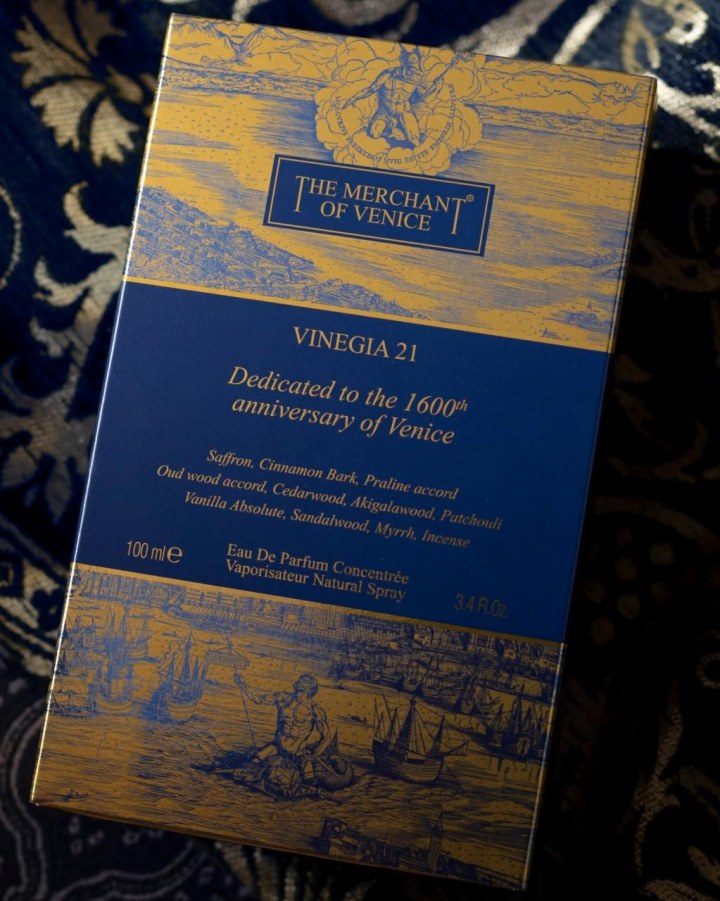 THE MERCHANT®
OF VENICE
VINEGIA 21
Dedicated to the 1600th
anniversary of Venice
Saffron, Cinnamon Bark, Praline accord
Oud wood accord, Cedarwood, Akigalawood, Patchouli
Vanilla Absolute, Sandalwood, Myrrh, Incense
100 ml℮
Eau De Parfum Concentrée
Vaporisateur Natural Spray
3.4 Fl.Oz.